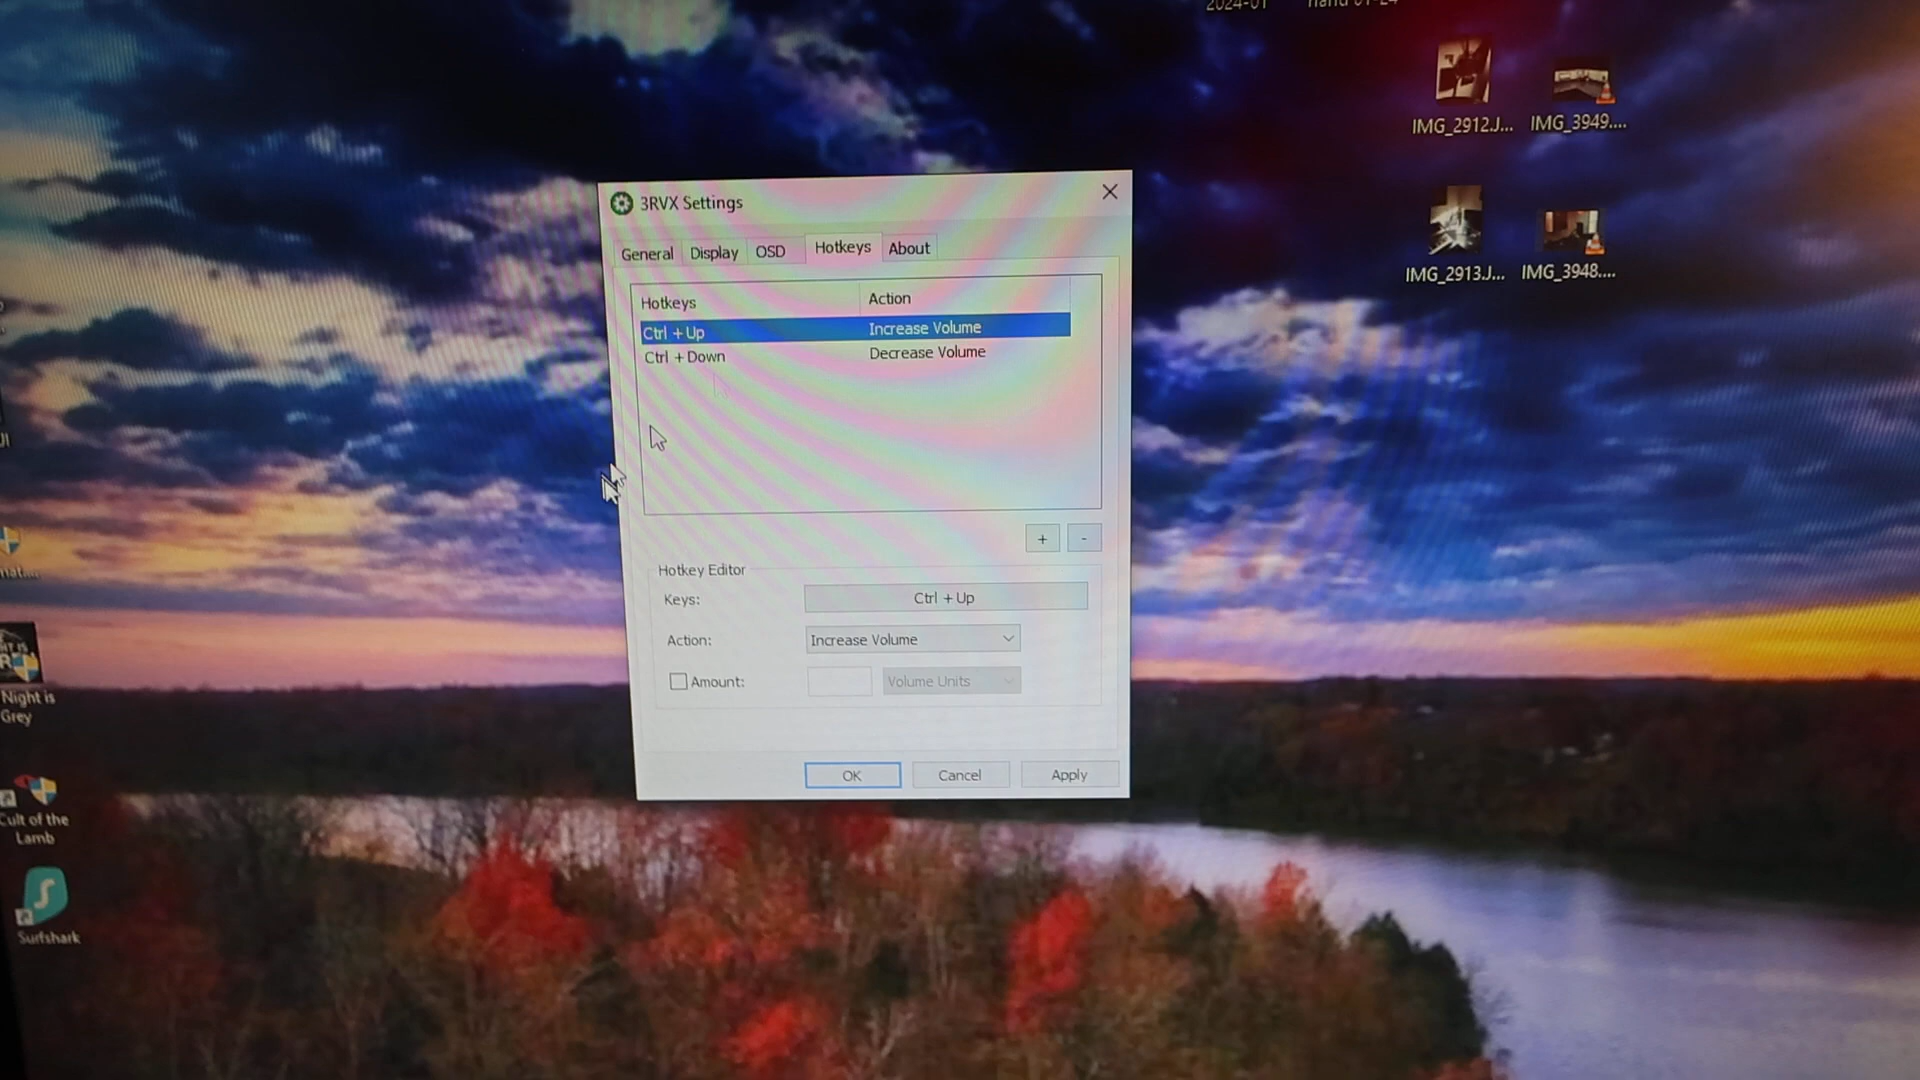 2024-01
IMG_2912.J... IMG_3949....
IMG_2913.J... IMG_3948....
3RVX Settings
General Display OSD Hotkeys About
Hotkeys Action
Ctrl + Up Increase Volume
Ctrl + Down Decrease Volume
+ -
Hotkey Editor
Keys: Ctrl + Up
Action: Increase Volume
Amount: Volume Units
OK Cancel Apply
Night is
Grey
Cult of the
Lamb
Surfshark